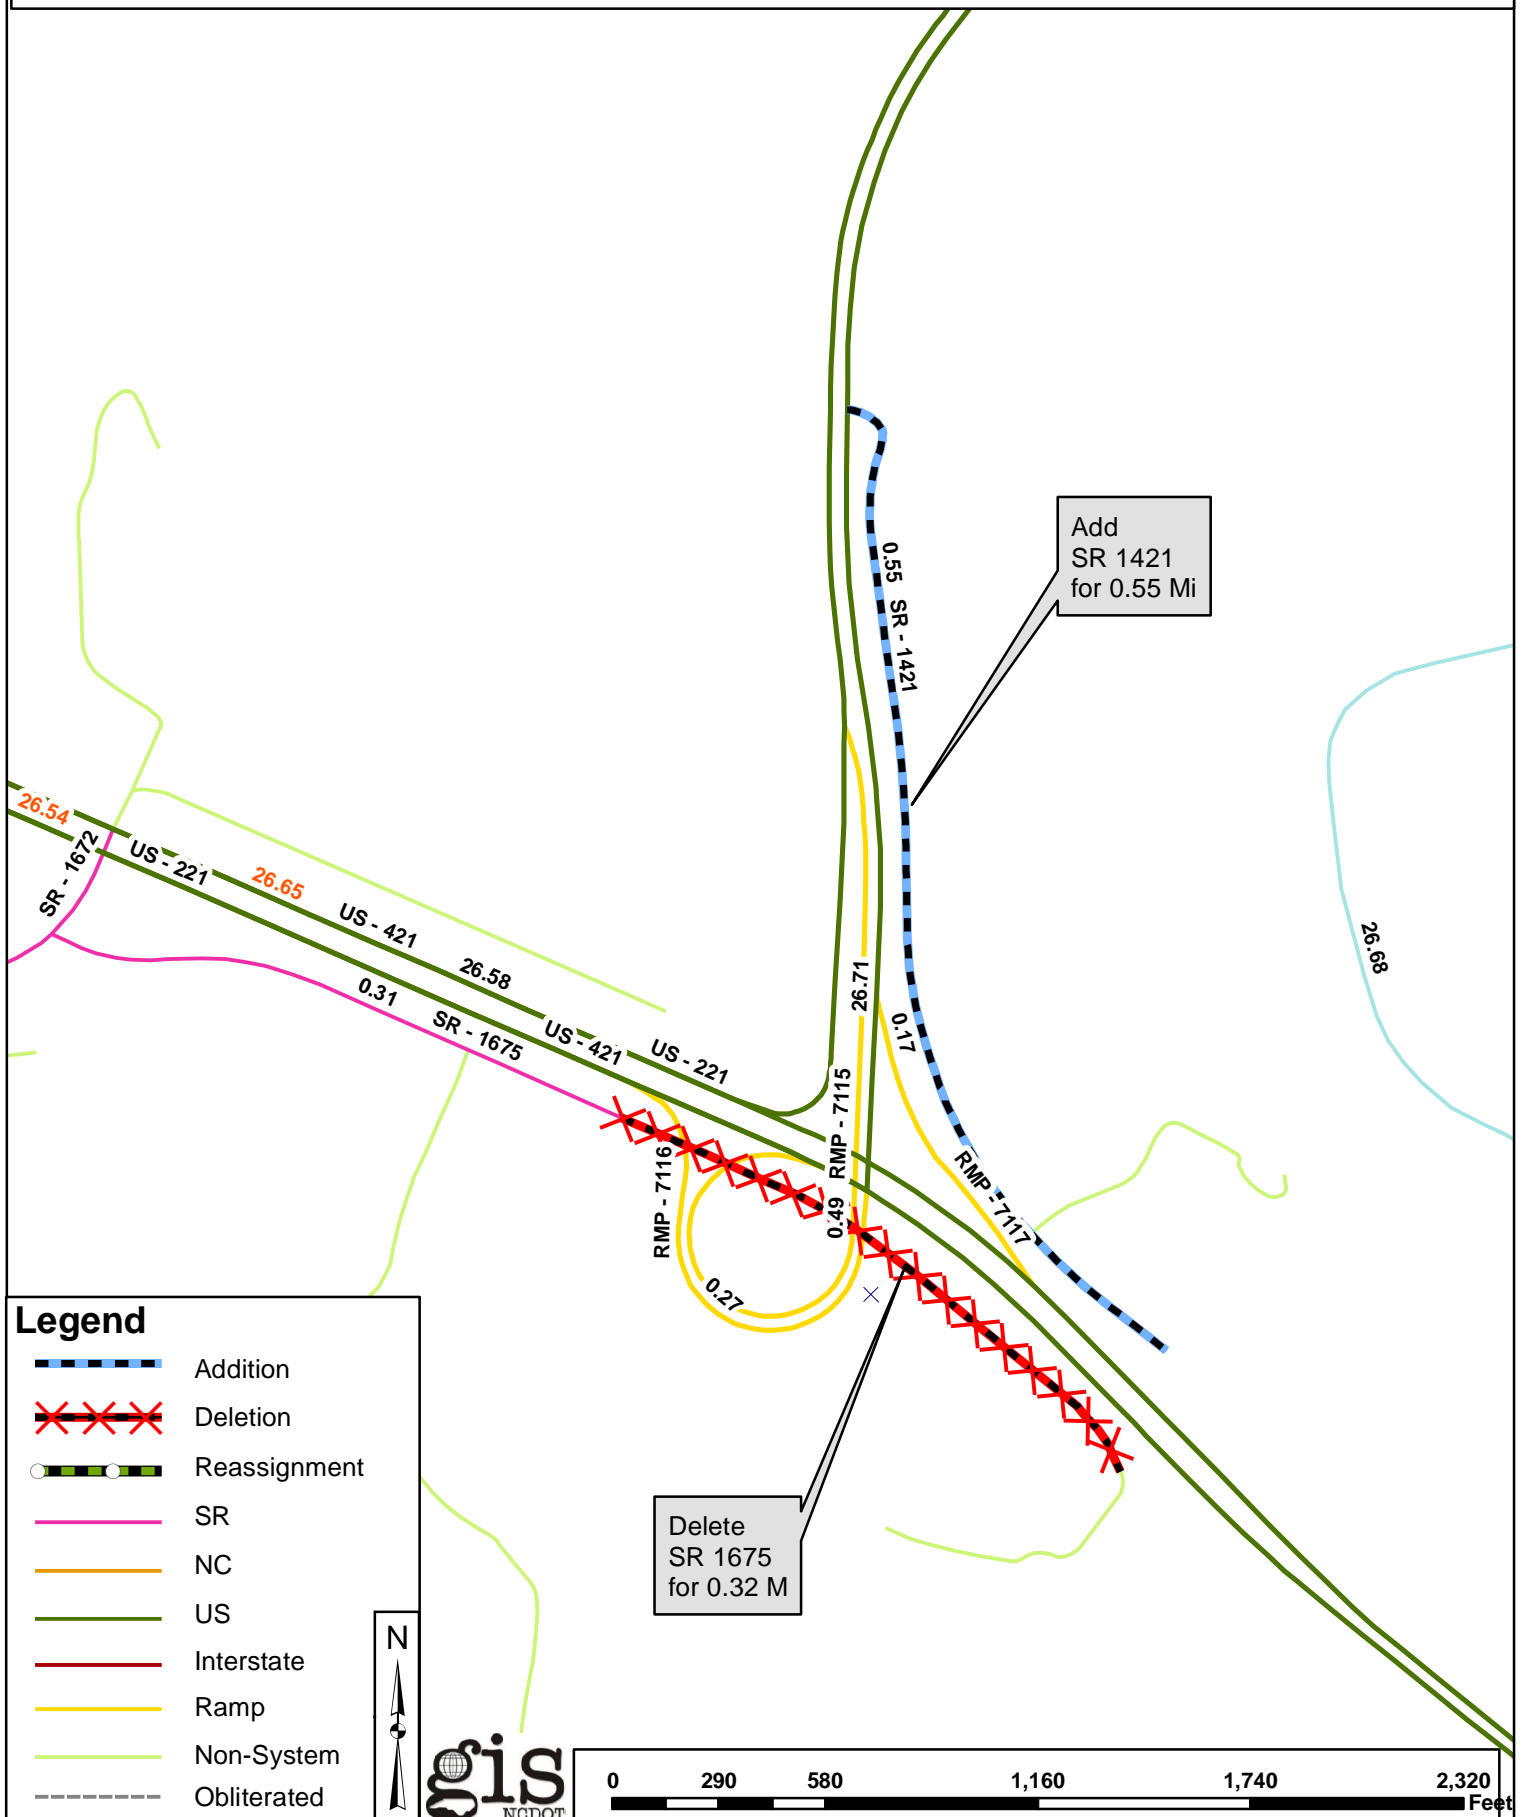 0.55 SR - 1421
Add
SR 1421
for 0.55 Mi
26.54
SR - 1672
US - 221
26.65
US - 421
26.58
0.31
SR - 1675
US - 421
US - 221
26.71
0.17
26.68
RMP - 7116
0.49 RMP - 7115
RMP - 7117
0.27
Delete
SR 1675
for 0.32 M
Legend
Addition
Deletion
Reassignment
SR
NC
US
Interstate
Ramp
Non-System
Obliterated
N
gis
NCDOT
0 290 580 1,160 1,740 2,320
Feet